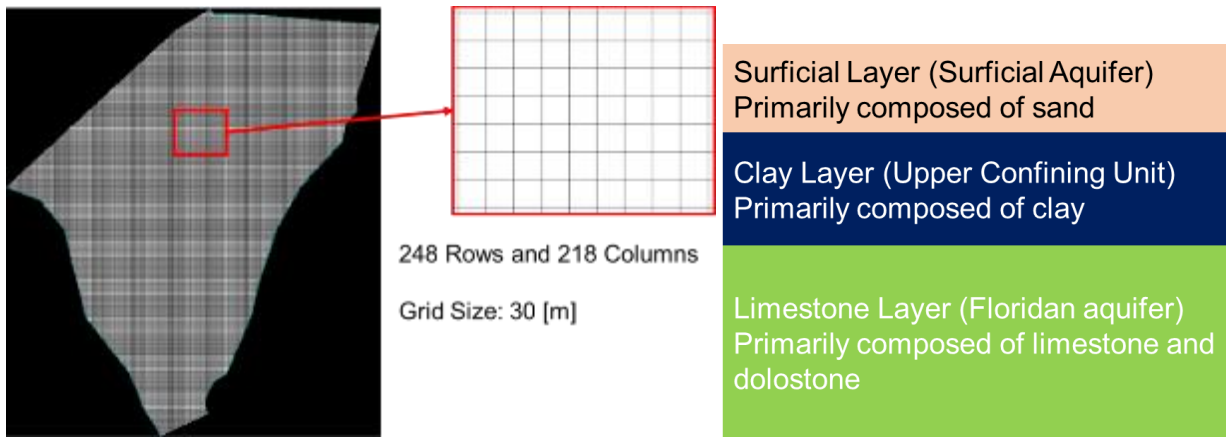 248 Rows and 218 Columns
Grid Size: 30 [m]
Surficial Layer (Surficial Aquifer)
Primarily composed of sand
Clay Layer (Upper Confining Unit)
Primarily composed of clay
Limestone Layer (Floridan aquifer)
Primarily composed of limestone and
dolostone